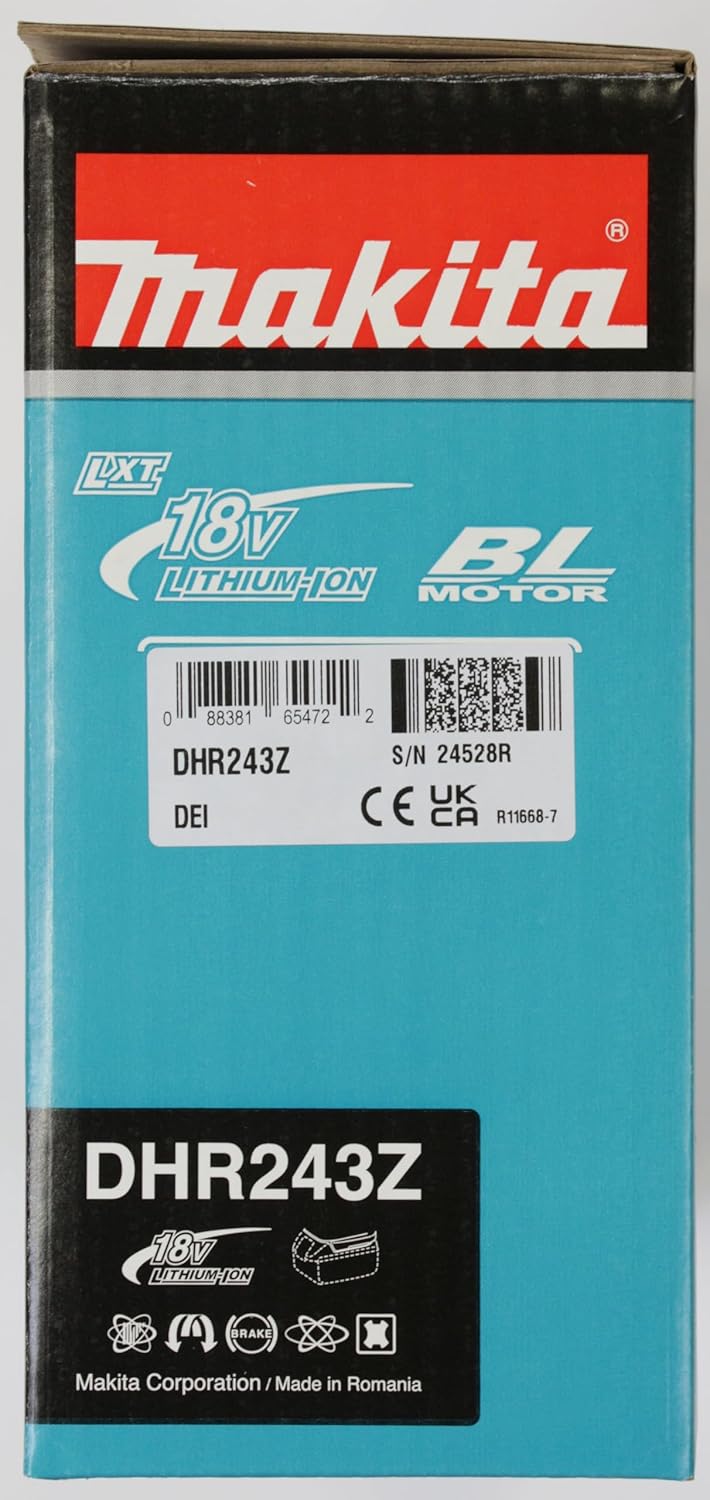 makita®
LXT
18V
LITHIUM-ION
BL
MOTOR
0 88381 65472 2
DHR243Z
S/N 24528R
DEI
CE UK CA R11668-7
DHR243Z
18V
LITHIUM-ION
BRAKE
Makita Corporation / Made in Romania